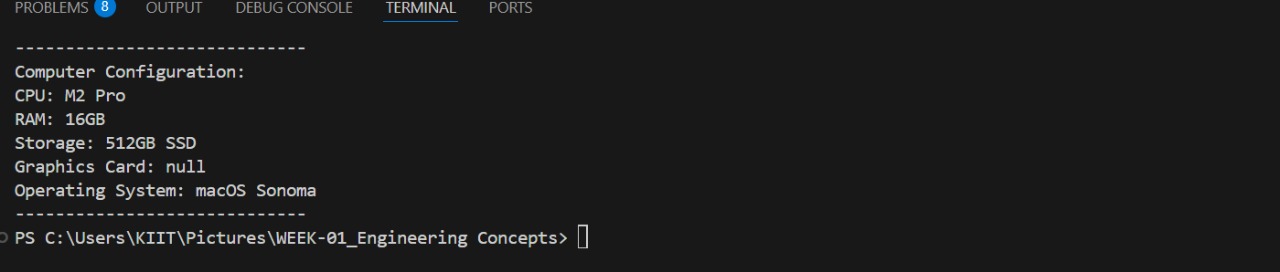 PROBLEMS 8 OUTPUT DEBUG CONSOLE TERMINAL PORTS
-----------------------------
Computer Configuration:
CPU: M2 Pro
RAM: 16GB
Storage: 512GB SSD
Graphics Card: null
Operating System: macOS Sonoma
-----------------------------
PS C:\Users\KIIT\Pictures\WEEK-01_Engineering Concepts>